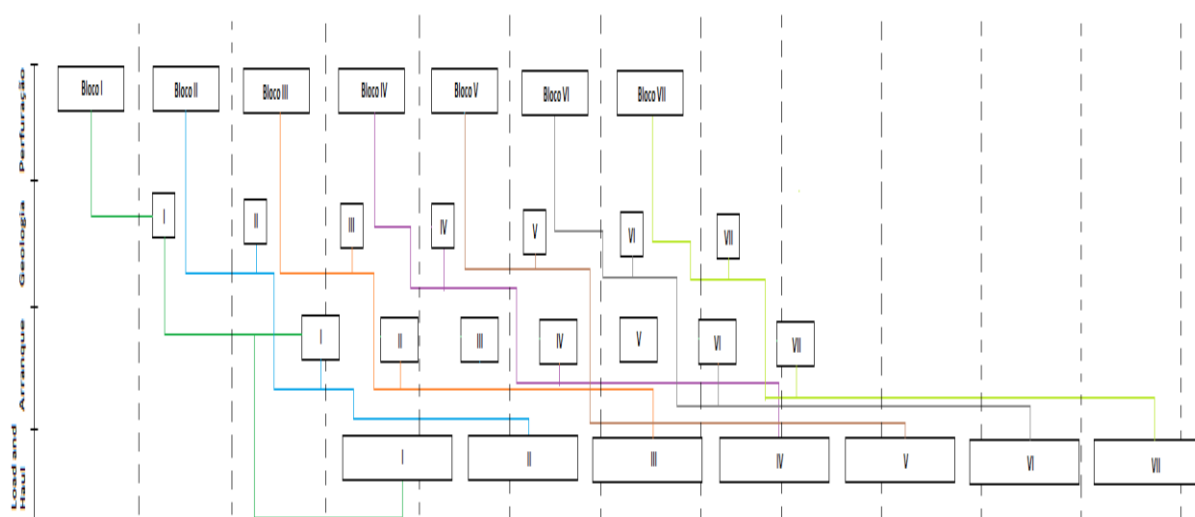 Perfuração
Bloco I
Bloco II
Bloco III
Bloco IV
Bloco V
Bloco VI
Bloco VII
Geologia
I
II
III
IV
V
VI
VII
Arranque
I
II
III
IV
V
VI
VII
Load and
Haul
I
II
III
IV
V
VI
VII